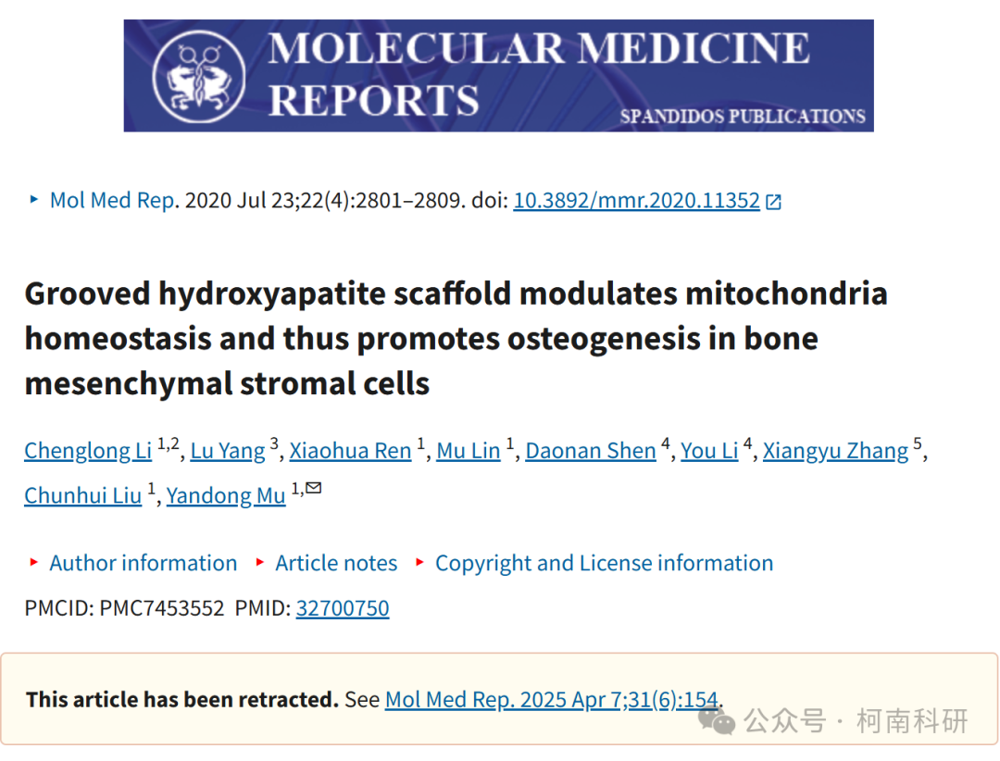 MOLECULAR MEDICINE
REPORTS
SPANDIDOS PUBLICATIONS
‣ Mol Med Rep. 2020 Jul 23;22(4):2801–2809. doi: 10.3892/mmr.2020.11352
Grooved hydroxyapatite scaffold modulates mitochondria
homeostasis and thus promotes osteogenesis in bone
mesenchymal stromal cells
Chenglong Li 1,2, Lu Yang 3, Xiaohua Ren 1, Mu Lin 1, Daonan Shen 4, You Li 4, Xiangyu Zhang 5,
Chunhui Liu 1, Yandong Mu 1,✉
‣ Author information ‣ Article notes ‣ Copyright and License information
PMCID: PMC7453552 PMID: 32700750
This article has been retracted. See Mol Med Rep. 2025 Apr 7;31(6):154.
公众号 · 柯南科研